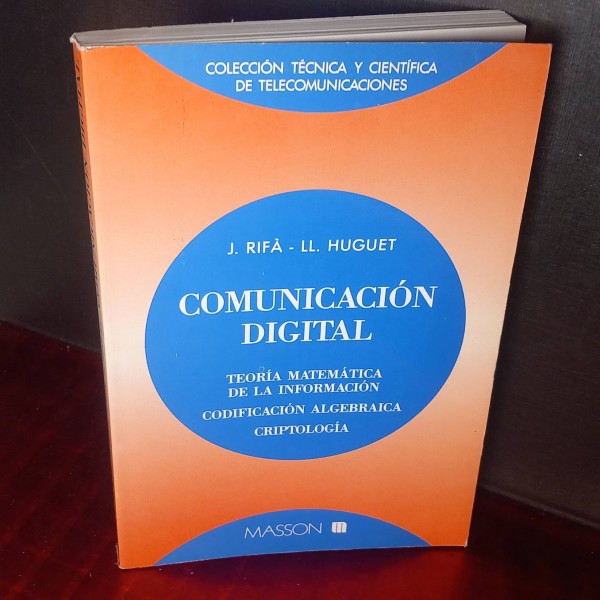 COLECCIÓN TÉCNICA Y CIENTÍFICA
DE TELECOMUNICACIONES
J. RIFÀ - LL. HUGUET
COMUNICACIÓN
DIGITAL
TEORÍA MATEMÁTICA
DE LA INFORMACIÓN
CODIFICACIÓN ALGEBRAICA
CRIPTOLOGÍA
MASSON